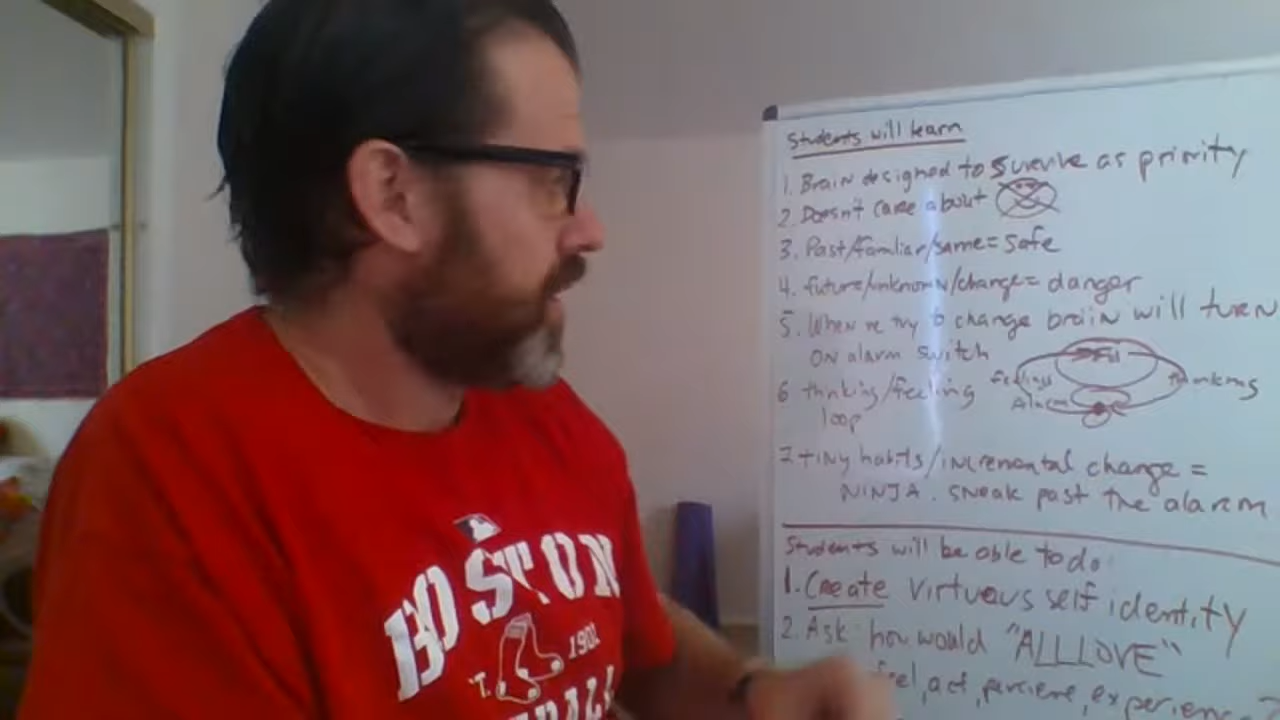 Students will learn
1. Brain designed to survive as priority
2. Doesn't care about
3. Past/familiar/same = safe
4. future/unknown/change = danger
5. When we try to change brain will turn
ON alarm switch
6 thinking/feeling
loop
feelings
thinking
Alarm
7 tiny habits/incremental change =
NINJA. sneak past the alarm
Students will be able to do:
1. Create virtuous self identity
2. Ask how would "ALLLOVE"
feel, act, perceive, experience
BOSTON
1901